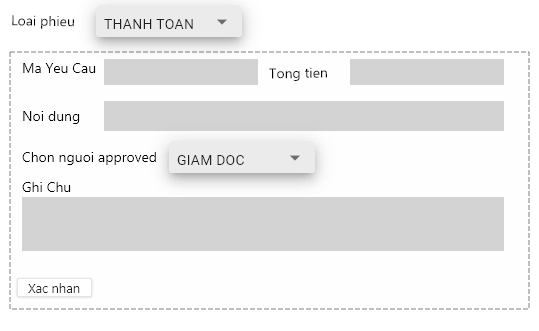 Loai phieu THANH TOAN
Ma Yeu Cau Tong tien
Noi dung
Chon nguoi approved GIAM DOC
Ghi Chu
Xac nhan